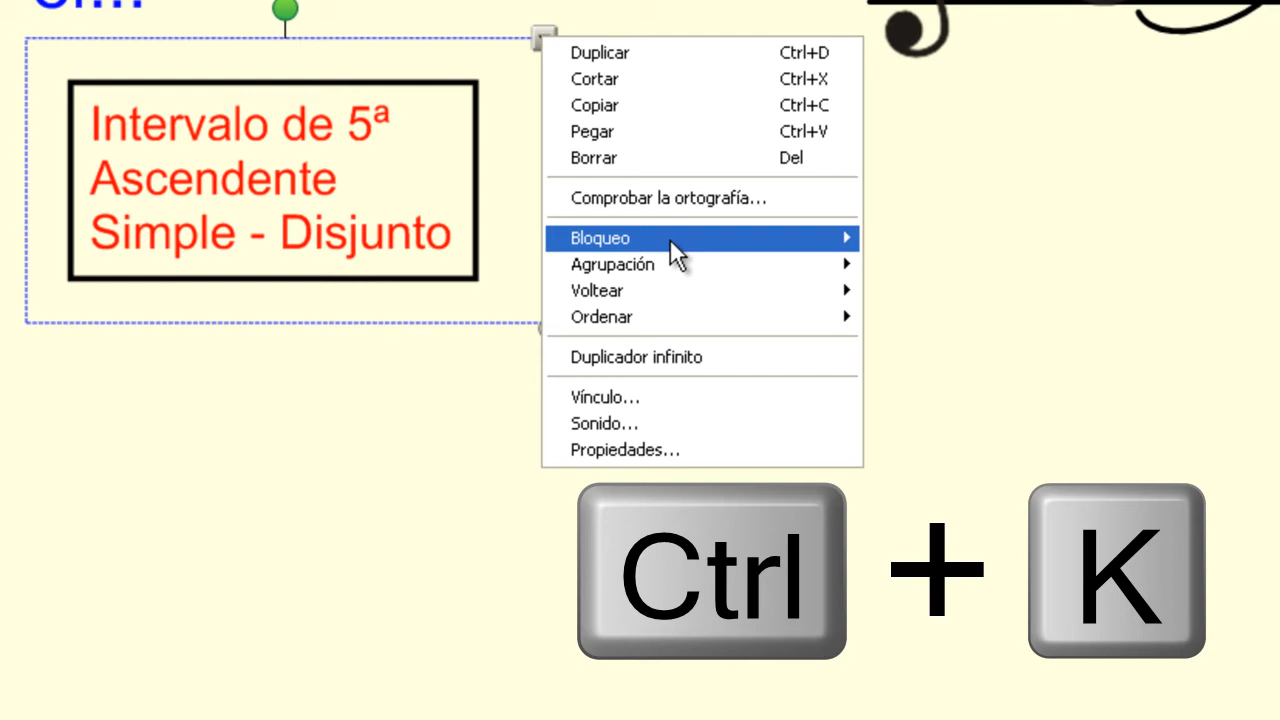 Intervalo de 5ª
Ascendente
Simple - Disjunto
Duplicar Ctrl+D
Cortar Ctrl+X
Copiar Ctrl+C
Pegar Ctrl+V
Borrar Del
Comprobar la ortografía...
Bloqueo
Agrupación
Voltear
Ordenar
Duplicador infinito
Vínculo...
Sonido...
Propiedades...
Ctrl + K